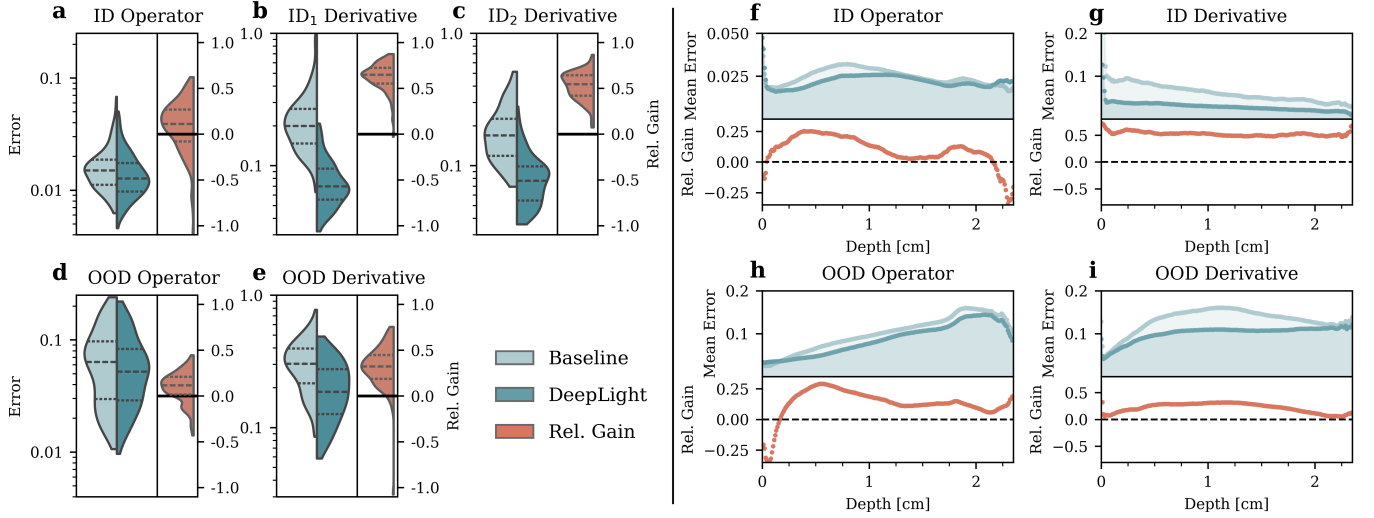 a ID Operator
Error
0.1
0.01
1.0
0.5
0.0
-0.5
-1.0
b ID₁ Derivative
1.0
0.1
1.0
0.5
0.0
-0.5
-1.0
c ID₂ Derivative
1.0
0.1
1.0
0.5
0.0
-0.5
-1.0
Rel. Gain
d OOD Operator
Error
0.1
0.01
1.0
0.5
0.0
-0.5
-1.0
e OOD Derivative
1.0
0.1
1.0
0.5
0.0
-0.5
-1.0
Rel. Gain
Baseline
DeepLight
Rel. Gain
f ID Operator
Mean Error
0.050
0.025
Rel. Gain
0.25
0.00
−0.25
0 1 2
Depth [cm]
g ID Derivative
Mean Error
0.2
0.1
Rel. Gain
0.5
0.0
−0.5
0 1 2
Depth [cm]
h OOD Operator
Mean Error
0.2
0.1
Rel. Gain
0.25
0.00
−0.25
0 1 2
Depth [cm]
i OOD Derivative
Mean Error
0.2
0.1
Rel. Gain
0.5
0.0
−0.5
0 1 2
Depth [cm]